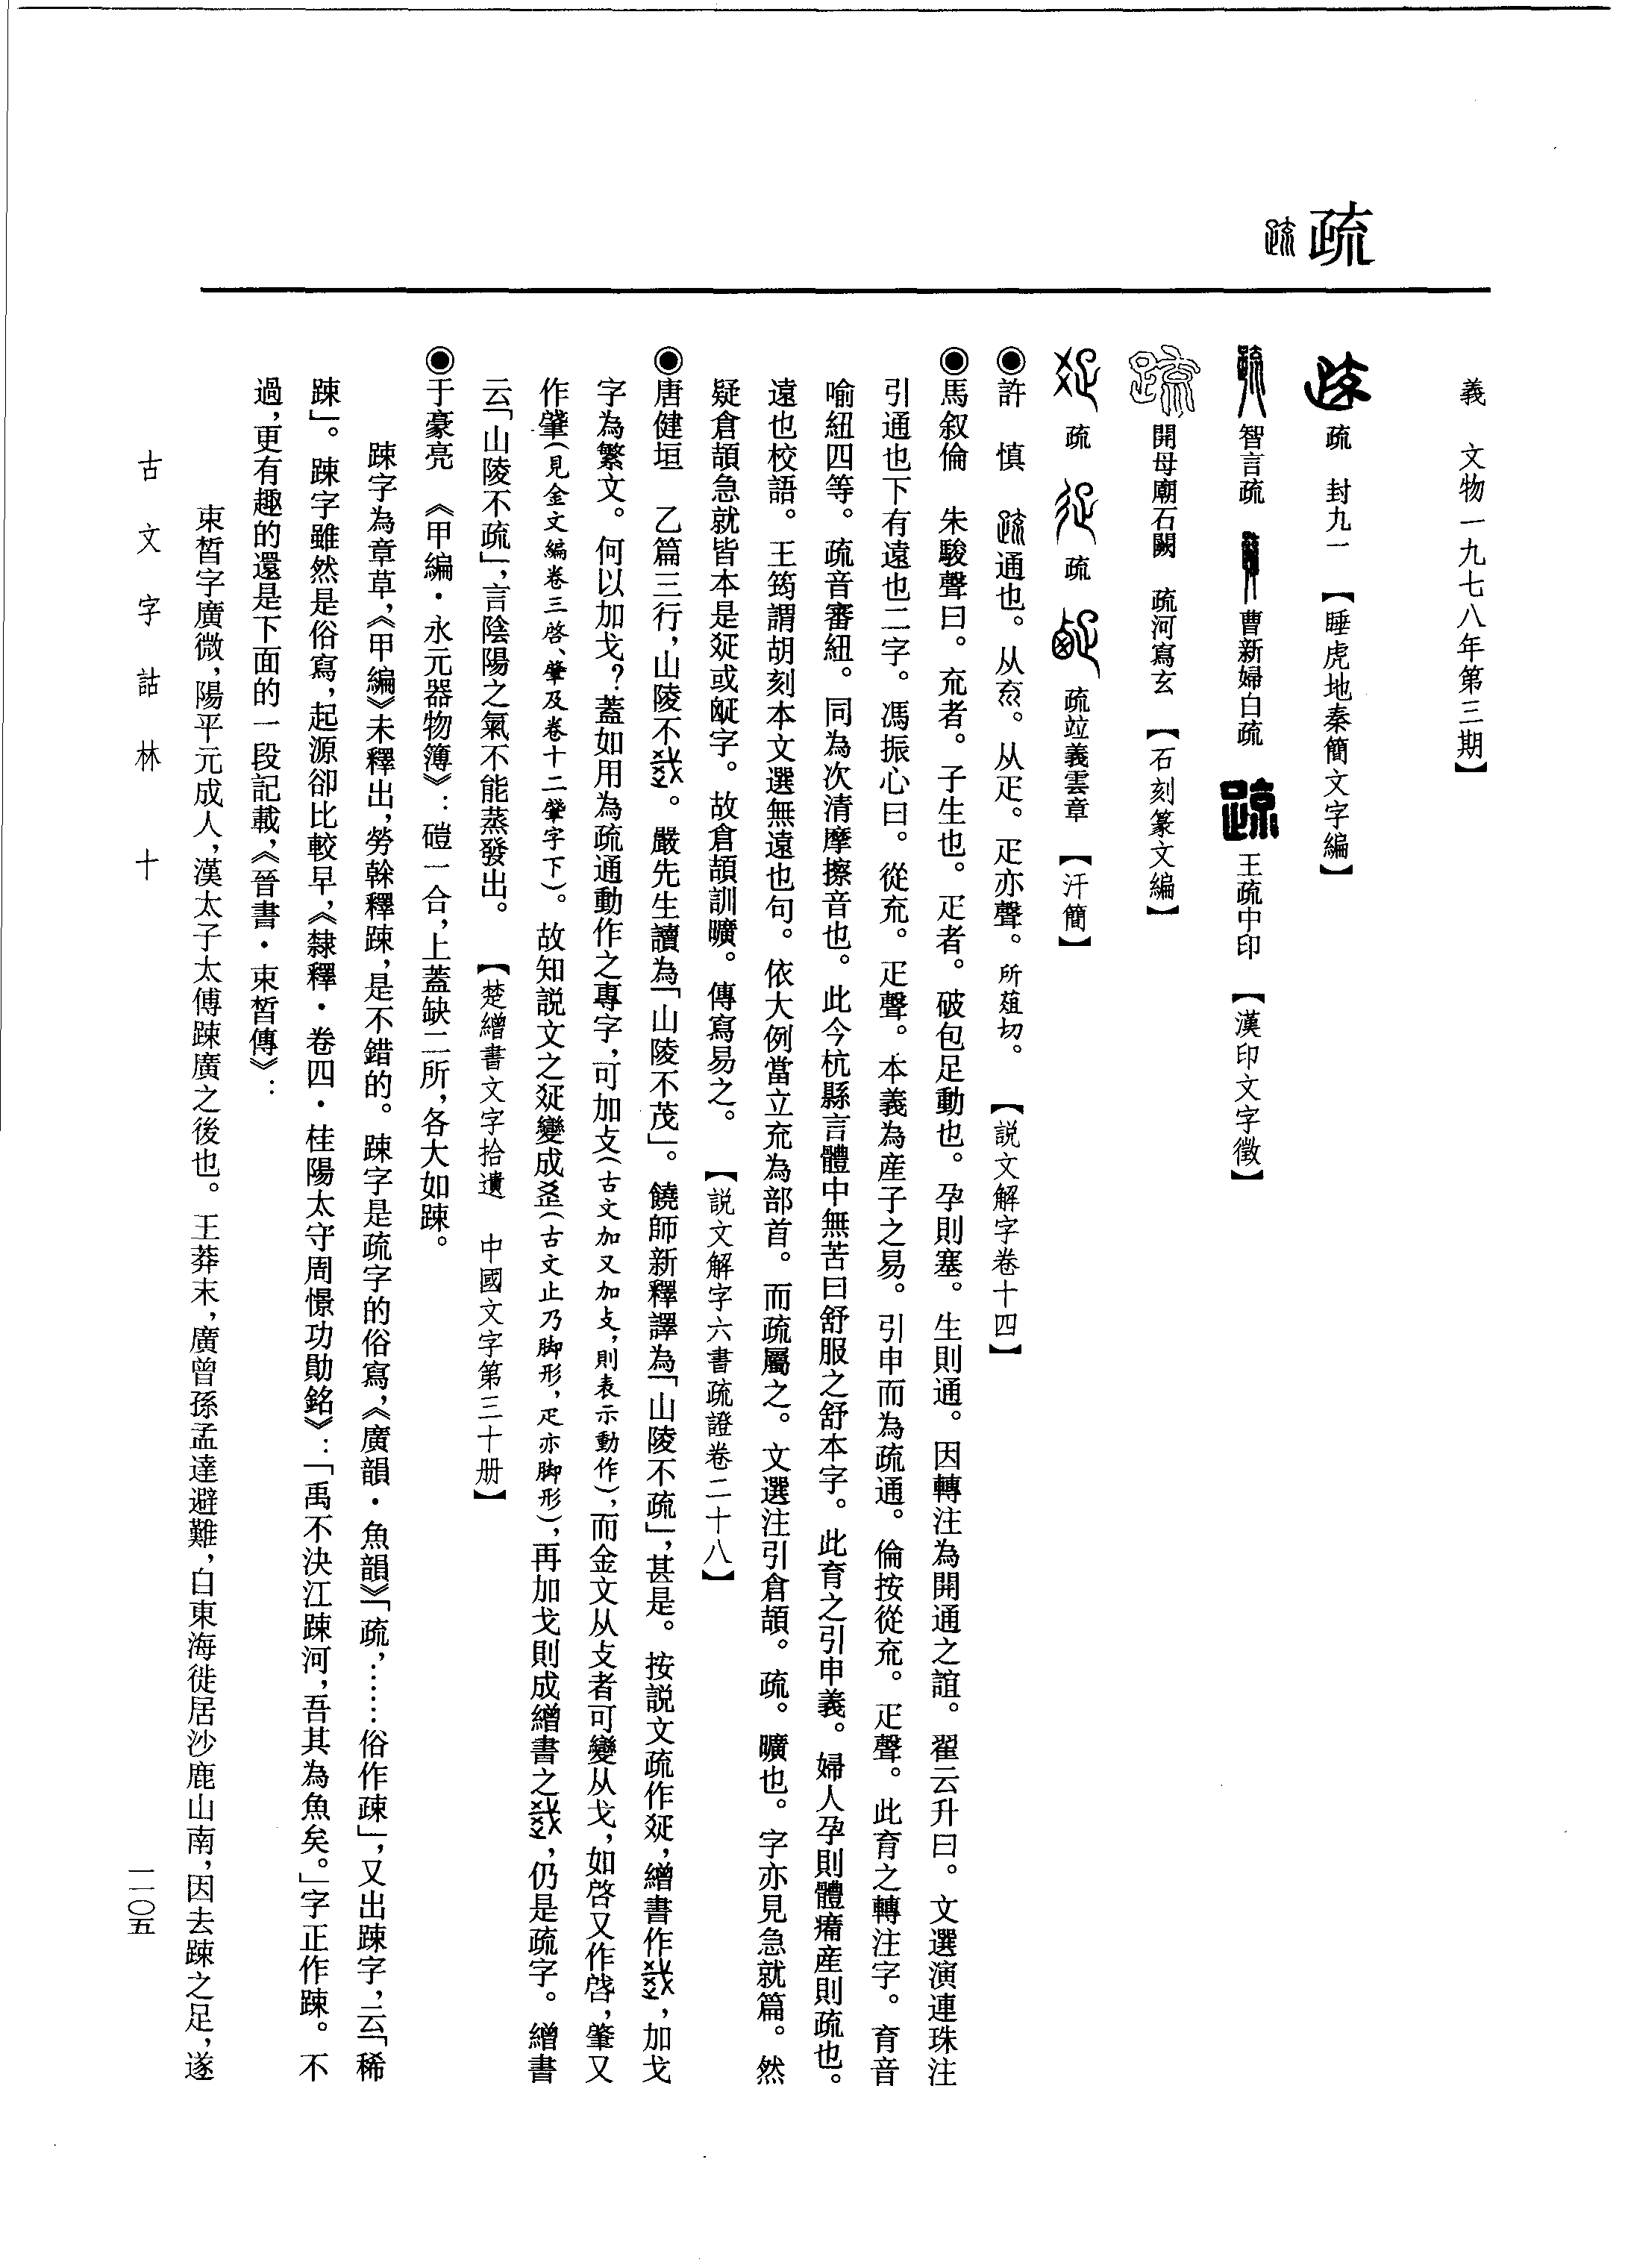 疏
義　文物一九七八年第三期】
疏　封九一　【睡虎地秦簡文字編】
智言疏　曹新婦白疏　王疏中印　【漢印文字徵】
開母廟石闕　疏河寫玄　【石刻篆文編】
疏　疏　疏竝義雲章　【汗簡】
◉許　慎　通也。从㐬。从疋。疋亦聲。所葅切。　【説文解字卷十四】
◉馬叙倫　朱駿聲曰。㐬者。子生也。疋者。破包足動也。孕則塞。生則通。因轉注為開通之誼。翟云升曰。文選演連珠注
引通也下有遠也二字。馮振心曰。從㐬。疋聲。本義為産子之易。引申而為疏通。倫按從㐬。疋聲。此育之轉注字。育音
喻紐四等。疏音審紐。同為次清摩擦音也。此今杭縣言體中無苦曰舒服之舒本字。此育之引申義。婦人孕則體癠産則疏也。
遠也校語。王筠謂胡刻本文選無遠也句。依大例當立㐬為部首。而疏屬之。文選注引倉頡。疏。曠也。字亦見急就篇。然
疑倉頡急就皆本是㸚或䟽字。故倉頡訓曠。傳寫易之。　【説文解字六書疏證卷二十八】
◉唐健垣　乙篇三行，山陵不。嚴先生讀為「山陵不茂」。饒師新釋譯為「山陵不疏」，甚是。按説文疏作𤕟，繒書作，加戈
字為繁文。何以加戈？蓋如用為疏通動作之專字，可加攴（古文加又加攴，則表示動作），而金文从攴者可變从戈，如啓又作啓，肇又
作肇（見金文編卷三啓、肇及卷十二肈字下）。故知説文之𤕟變成（古文止乃脚形，疋亦脚形），再加戈則成繒書之，仍是疏字。繒書
云「山陵不疏」，言陰陽之氣不能蒸發出。　【楚繒書文字拾遺　中國文字第三十册】
◉于豪亮　《甲編・永元器物簿》：磑一合，上蓋缺二所，各大如踈。
踈字為章草，《甲編》未釋出，勞榦釋踈，是不錯的。踈字是疏字的俗寫，《廣韻・魚韻》「疏，……俗作疎」，又出踈字，云「稀
踈」。踈字雖然是俗寫，起源卻比較早，《隸釋・卷四・桂陽太守周憬功勛銘》：「禹不決江踈河，吾其為魚矣。」字正作踈。不
過，更有趣的還是下面的一段記載，《晉書・束皙傳》：
束皙字廣微，陽平元成人，漢太子太傅踈廣之後也。王莽末，廣曾孫孟達避難，自東海徙居沙鹿山南，因去踈之足，遂
古文字詁林　十
一一〇五